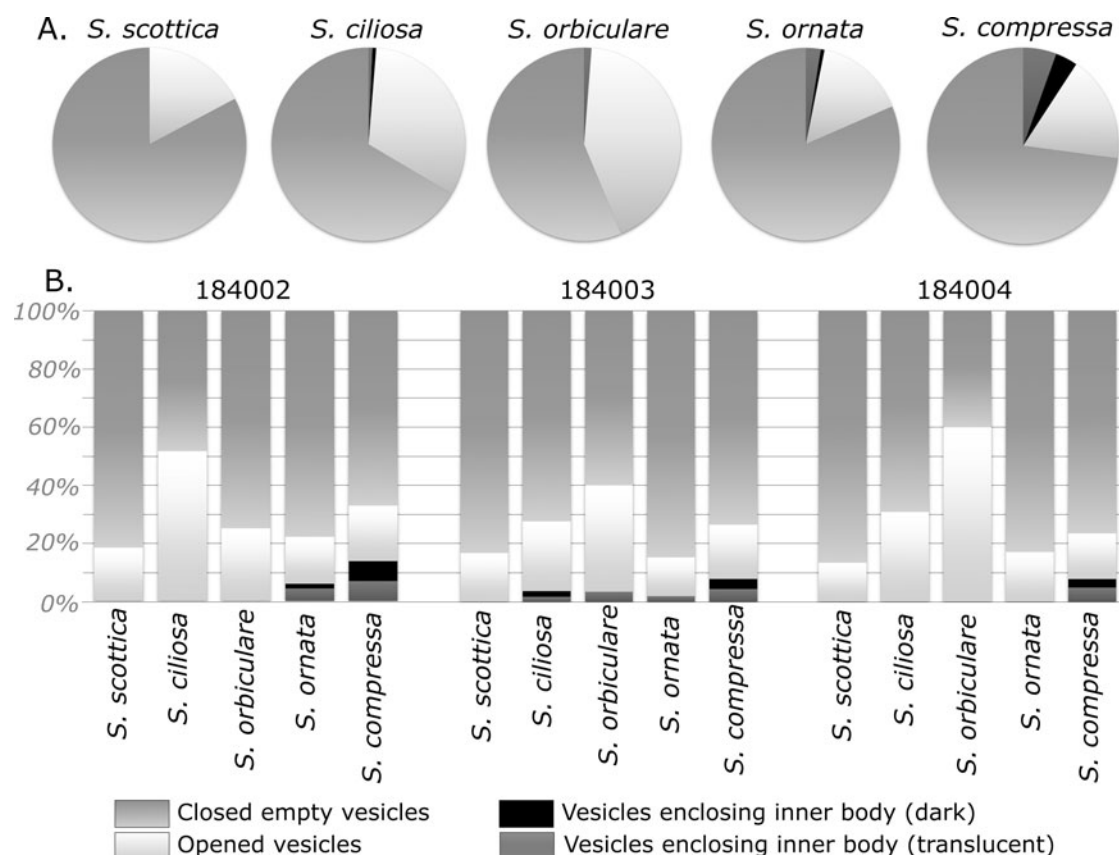 A.
S. scottica S. ciliosa S. orbiculare S. ornata S. compressa
B.
184002 184003 184004
100%
80%
60%
40%
20%
0%
S. scottica S. ciliosa S. orbiculare S. ornata S. compressa S. scottica S. ciliosa S. orbiculare S. ornata S. compressa S. scottica S. ciliosa S. orbiculare S. ornata S. compressa
Closed empty vesicles Vesicles enclosing inner body (dark)
Opened vesicles Vesicles enclosing inner body (translucent)